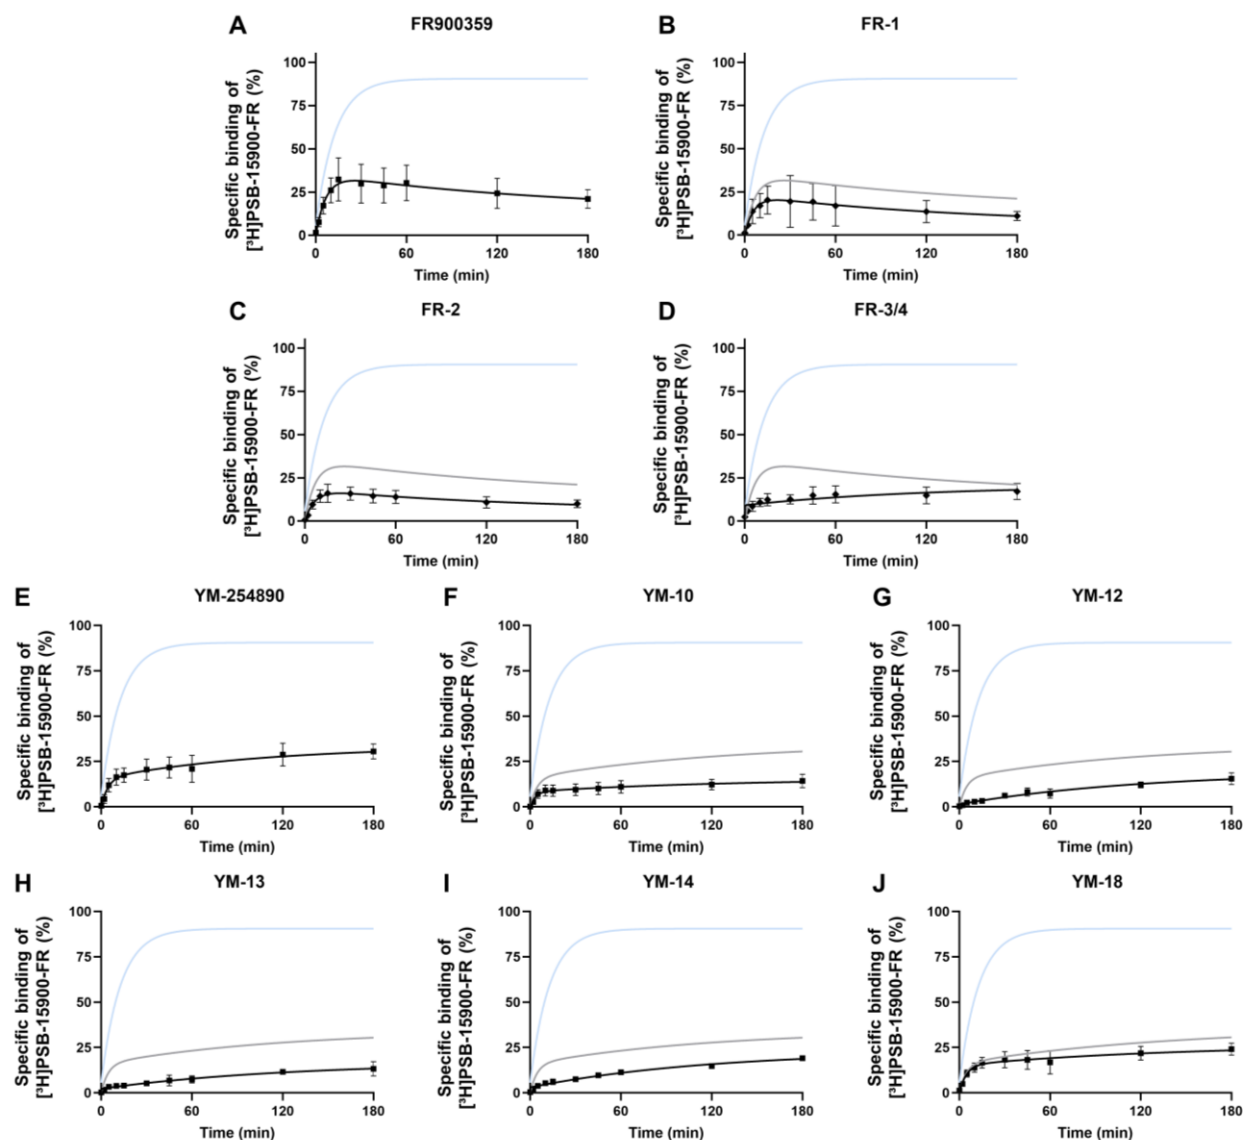 A
FR900359
Specific binding of
[³H]PSB-15900-FR (%)
100
75
50
25
0
0 60 120 180
Time (min)
B
FR-1
Specific binding of
[³H]PSB-15900-FR (%)
100
75
50
25
0
0 60 120 180
Time (min)
C
FR-2
Specific binding of
[³H]PSB-15900-FR (%)
100
75
50
25
0
0 60 120 180
Time (min)
D
FR-3/4
Specific binding of
[³H]PSB-15900-FR (%)
100
75
50
25
0
0 60 120 180
Time (min)
E
YM-254890
Specific binding of
[³H]PSB-15900-FR (%)
100
75
50
25
0
0 60 120 180
Time (min)
F
YM-10
Specific binding of
[³H]PSB-15900-FR (%)
100
75
50
25
0
0 60 120 180
Time (min)
G
YM-12
Specific binding of
[³H]PSB-15900-FR (%)
100
75
50
25
0
0 60 120 180
Time (min)
H
YM-13
Specific binding of
[³H]PSB-15900-FR (%)
100
75
50
25
0
0 60 120 180
Time (min)
I
YM-14
Specific binding of
[³H]PSB-15900-FR (%)
100
75
50
25
0
0 60 120 180
Time (min)
J
YM-18
Specific binding of
[³H]PSB-15900-FR (%)
100
75
50
25
0
0 60 120 180
Time (min)